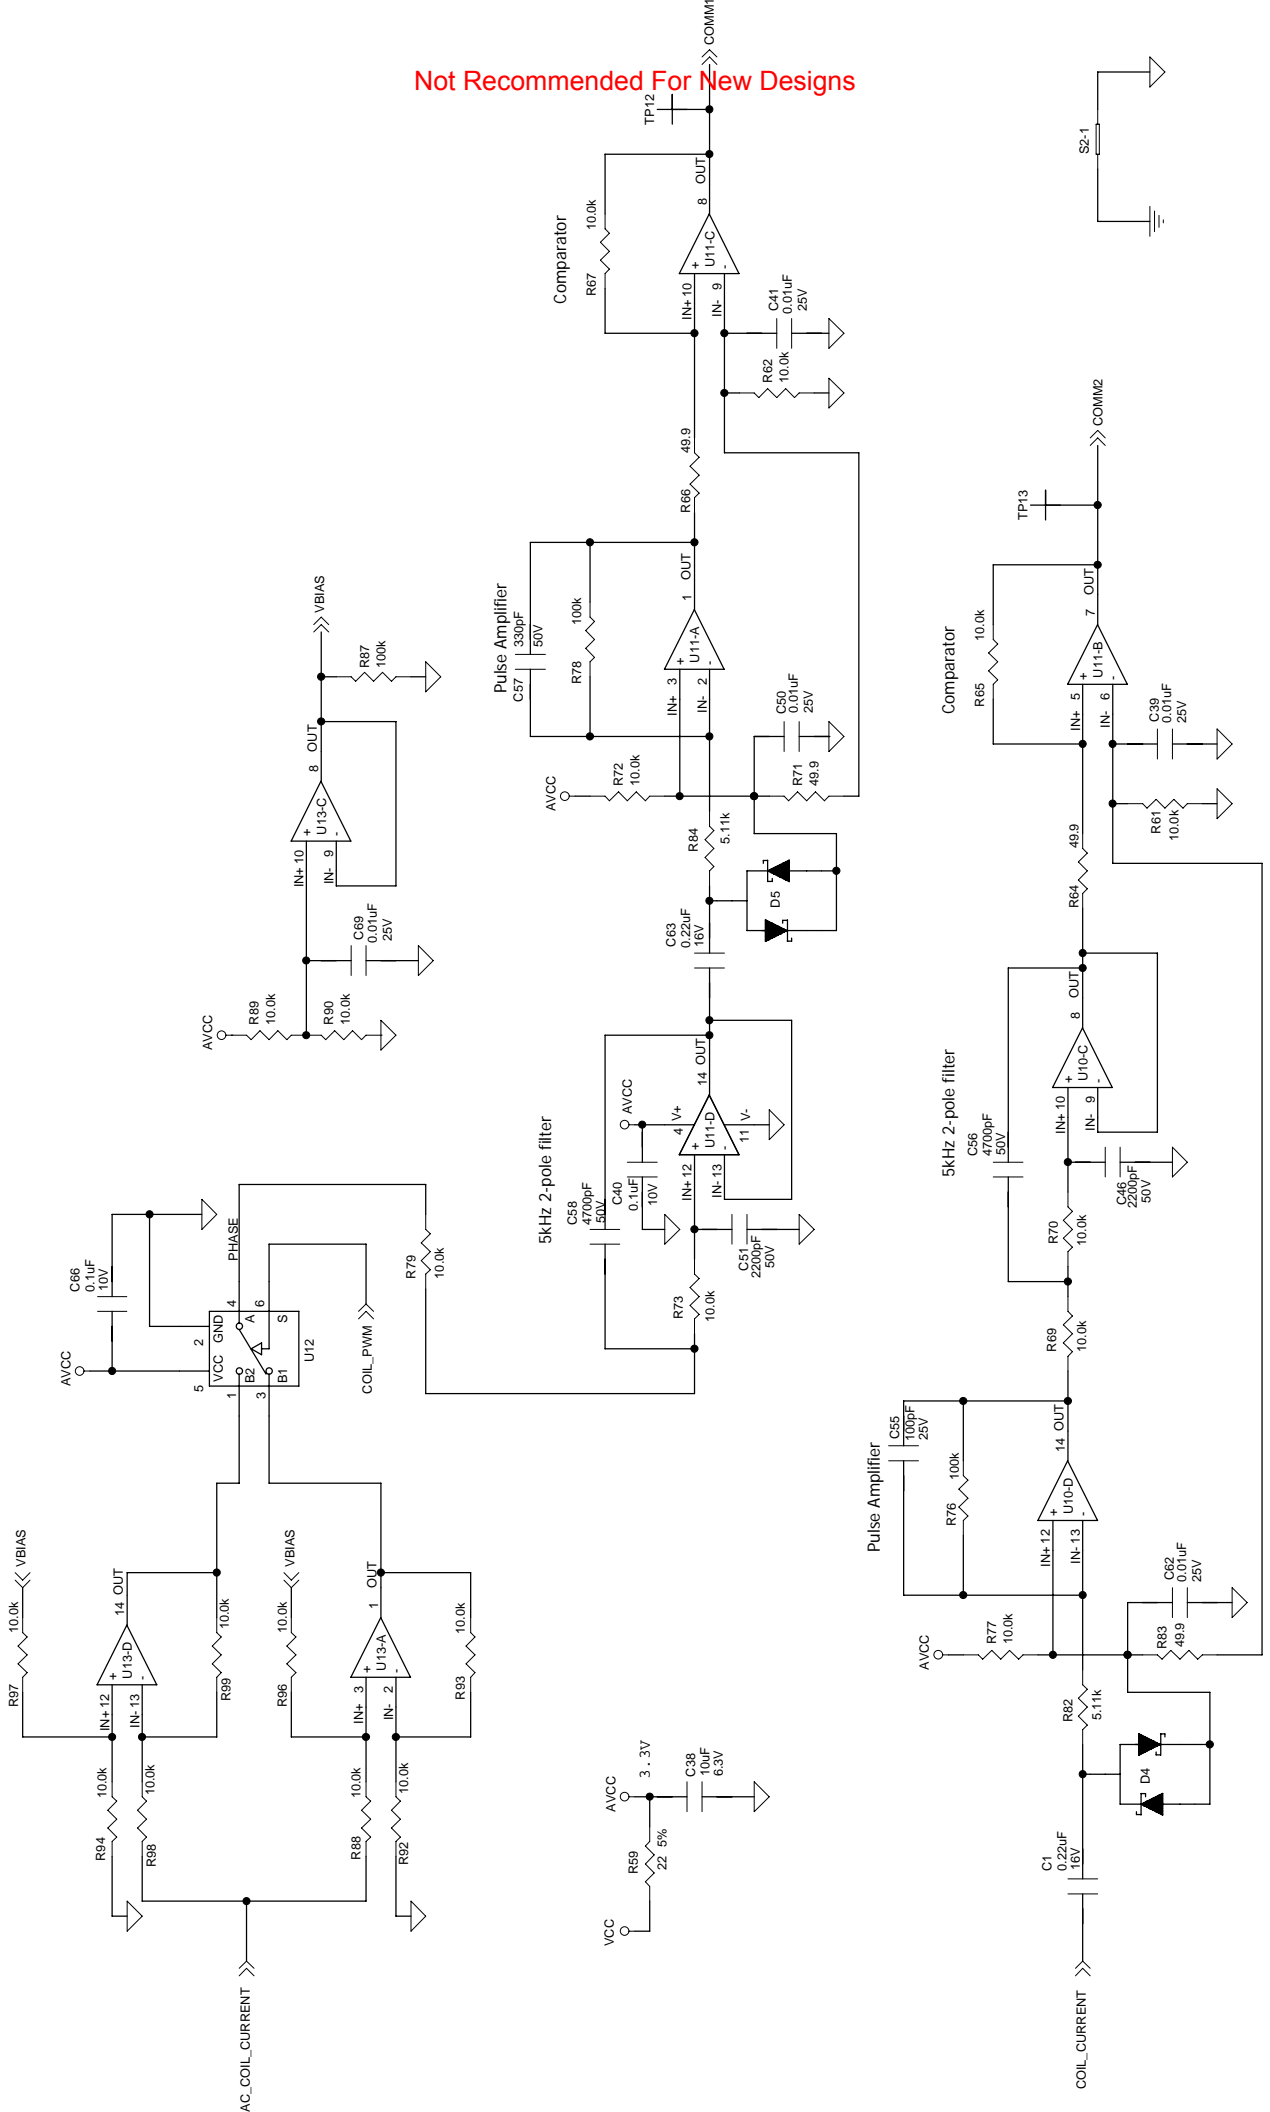 Not Recommended For New Designs
AC_COIL_CURRENT
R94
10.0k
R98
10.0k
R97
10.0k
VBIAS
IN+ 12
IN- 13
+
-
U13-D
14
OUT
R99
10.0k
R88
10.0k
R92
10.0k
R96
10.0k
VBIAS
IN+ 3
IN- 2
+
-
U13-A
1
OUT
R93
10.0k
AVCC
C66
0.1uF
10V
5
VCC
2
GND
1
B2
3
B1
4
A
6
S
U12
PHASE
COIL_PWM
R79
10.0k
AVCC
R89
10.0k
R90
10.0k
C69
0.01uF
25V
IN+ 10
IN- 9
+
-
U13-C
8
OUT
VBIAS
R87
100k
VCC
R59
22 5%
AVCC
3.3V
C38
10uF
6.3V
5kHz 2-pole filter
C58
4700pF
50V
C40
0.1uF
10V
AVCC
R73
10.0k
C51
2200pF
50V
IN+ 12
IN- 13
+
-
U11-D
4 V+
11 V-
14 OUT
C63
0.22uF
16V
D5
R84
5.11k
AVCC
R72
10.0k
R71
49.9
C50
0.01uF
25V
Pulse Amplifier
C57
330pF
50V
R78
100k
IN+ 3
IN- 2
+
-
U11-A
1
OUT
R66
49.9
Comparator
R67
10.0k
IN+ 10
IN- 9
+
-
U11-C
8
OUT
R62
10.0k
C41
0.01uF
25V
TP12
COMM1
COIL_CURRENT
C1
0.22uF
16V
D4
R82
5.11k
AVCC
R77
10.0k
R83
49.9
C62
0.01uF
25V
Pulse Amplifier
C55
100pF
25V
R76
100k
IN+ 12
IN- 13
+
-
U10-D
14 OUT
R69
10.0k
R70
10.0k
5kHz 2-pole filter
C56
4700pF
50V
C46
2200pF
50V
IN+ 10
IN- 9
+
-
U10-C
8
OUT
R64
49.9
Comparator
R65
10.0k
IN+ 5
IN- 6
+
-
U11-B
7
OUT
R61
10.0k
C39
0.01uF
25V
TP13
COMM2
S2-1